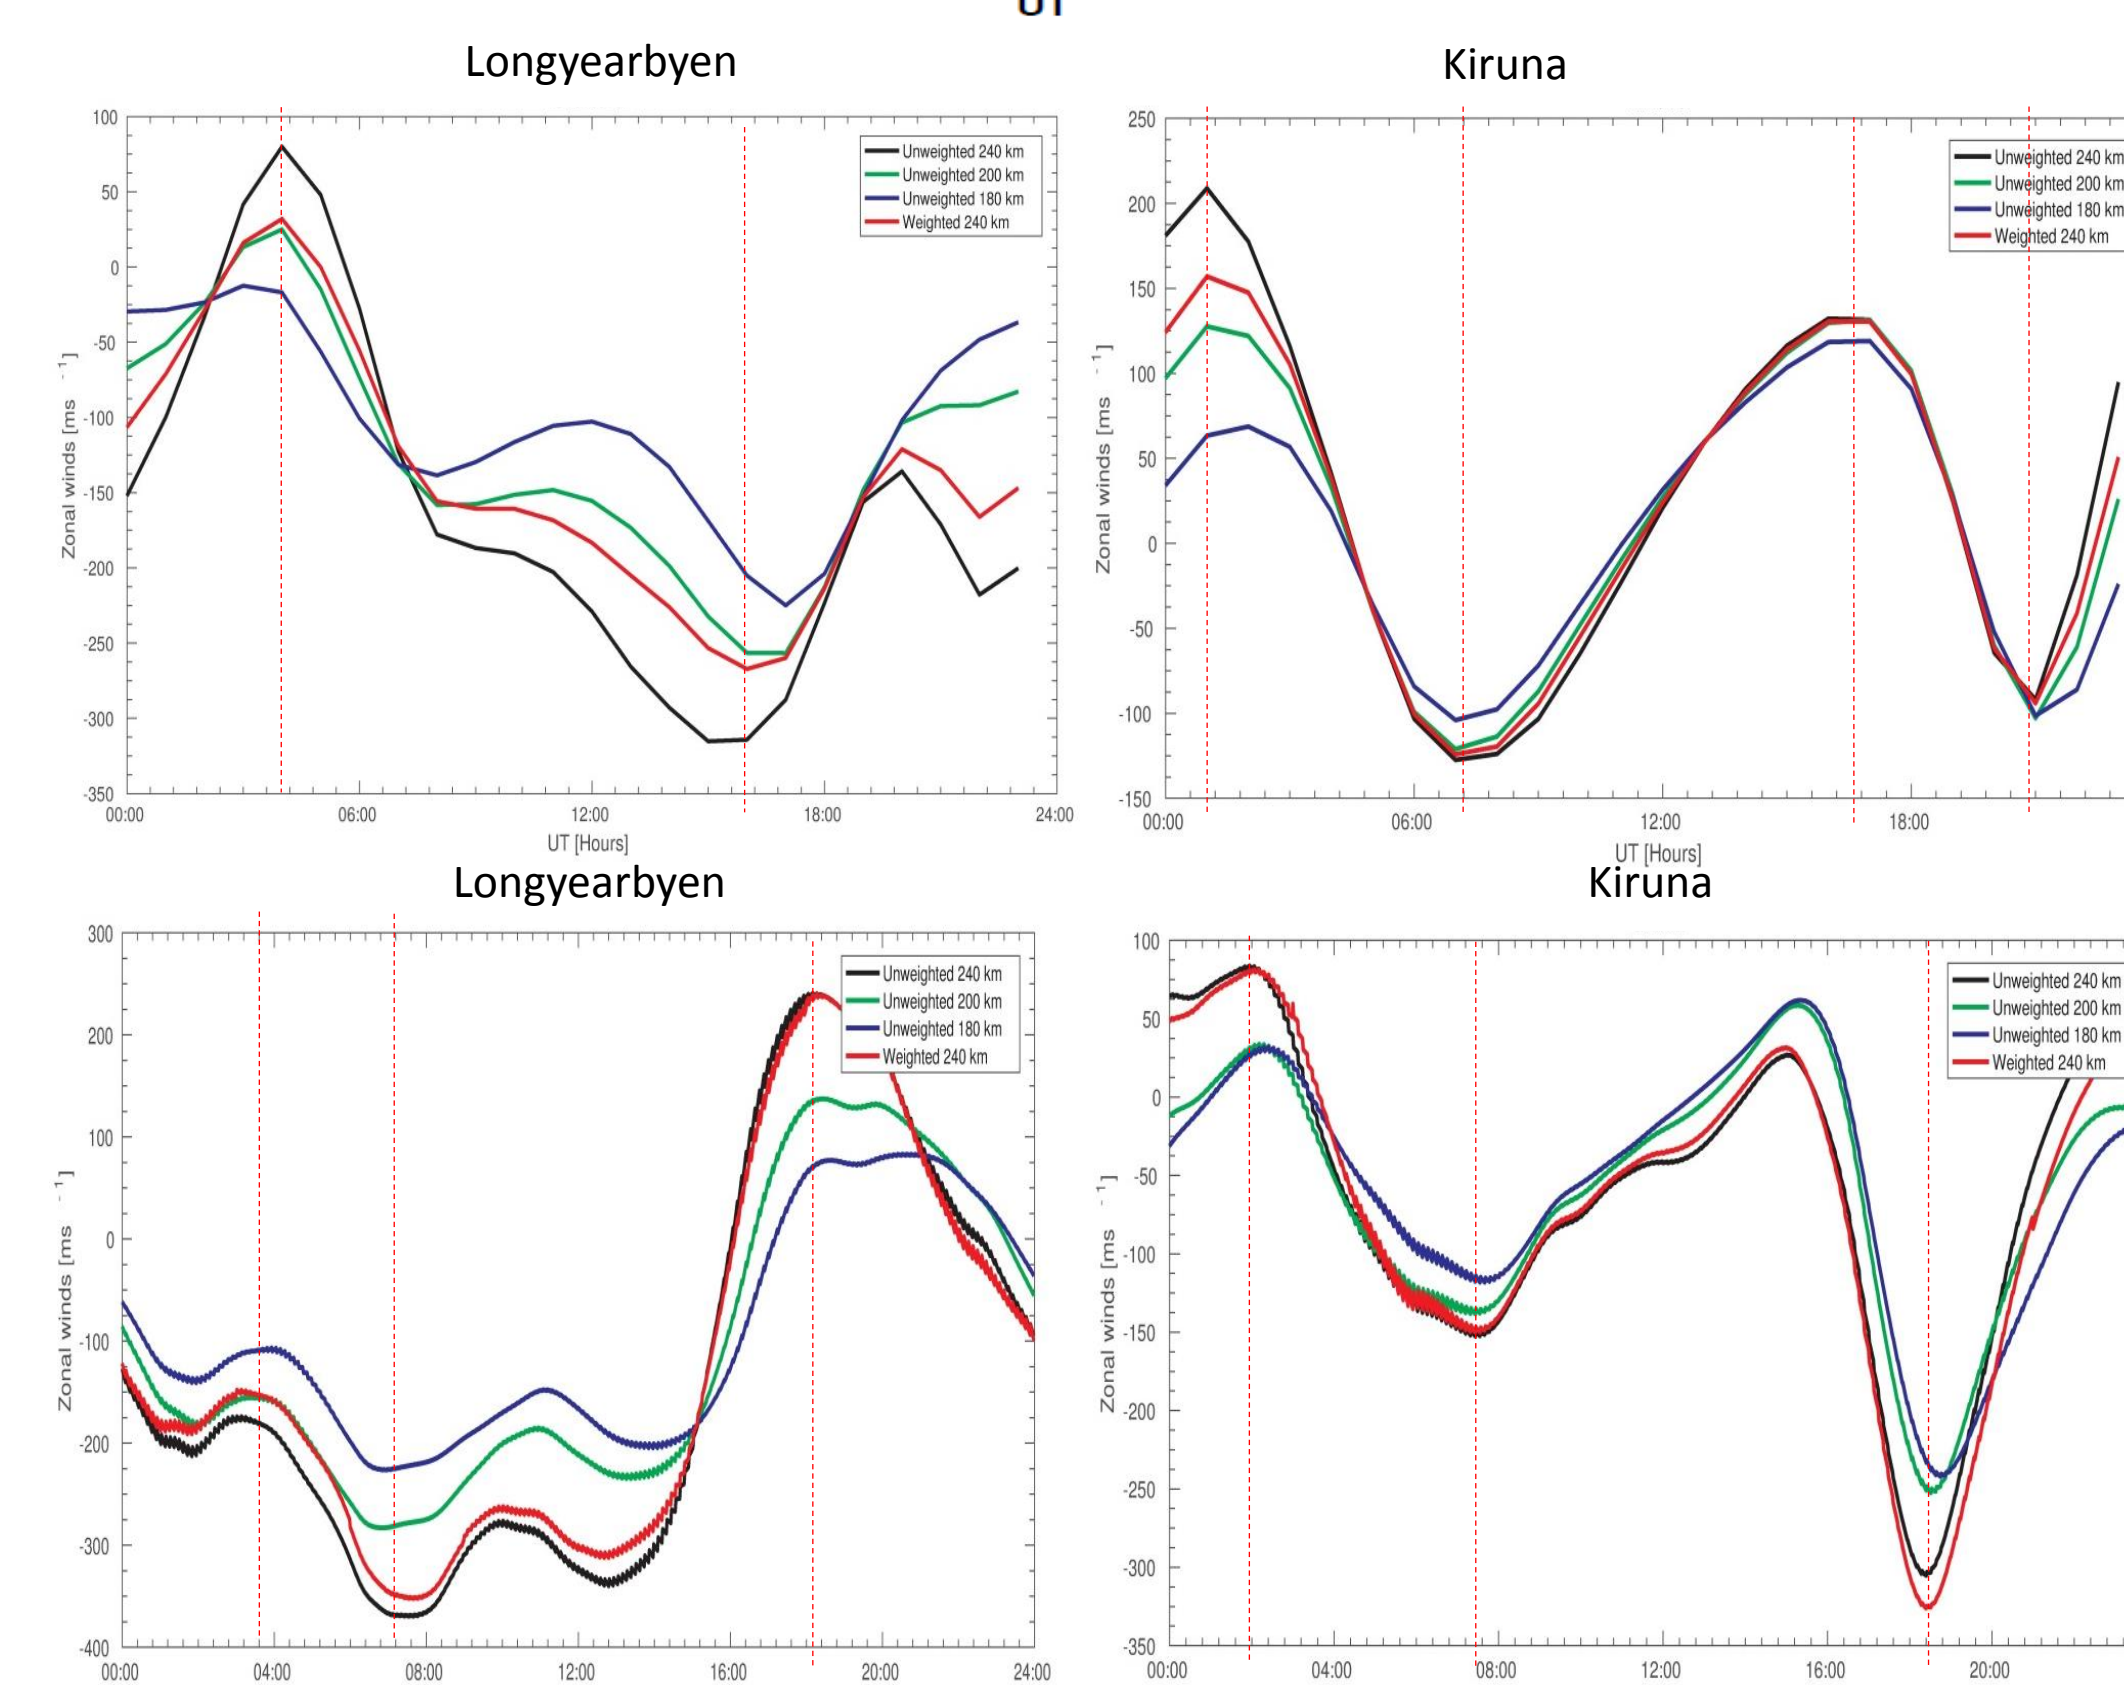 UT
Longyearbyen
Kiruna
100
50
0
-50
-100
-150
-200
-250
-300
-350
Zonal winds [ms -1]
00:00 06:00 12:00 18:00 24:00
UT [Hours]
Unweighted 240 km
Unweighted 200 km
Unweighted 180 km
Weighted 240 km
250
200
150
100
50
0
-50
-100
-150
Zonal winds [ms -1]
00:00 06:00 12:00 18:00
UT [Hours]
Unweighted 240 km
Unweighted 200 km
Unweighted 180 km
Weighted 240 km
Longyearbyen
Kiruna
300
200
100
0
-100
-200
-300
-400
Zonal winds [ms -1]
00:00 04:00 08:00 12:00 16:00 20:00 24:00
Unweighted 240 km
Unweighted 200 km
Unweighted 180 km
Weighted 240 km
100
50
0
-50
-100
-150
-200
-250
-300
-350
Zonal winds [ms -1]
00:00 04:00 08:00 12:00 16:00 20:00
Unweighted 240 km
Unweighted 200 km
Unweighted 180 km
Weighted 240 km